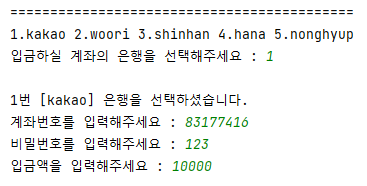 ===========================================
1.kakao 2.woori 3.shinhan 4.hana 5.nonghyup
입금하실 계좌의 은행을 선택해주세요 : 1
1번 [kakao] 은행을 선택하셨습니다.
계좌번호를 입력해주세요 : 83177416
비밀번호를 입력해주세요 : 123
입금액을 입력해주세요 : 10000